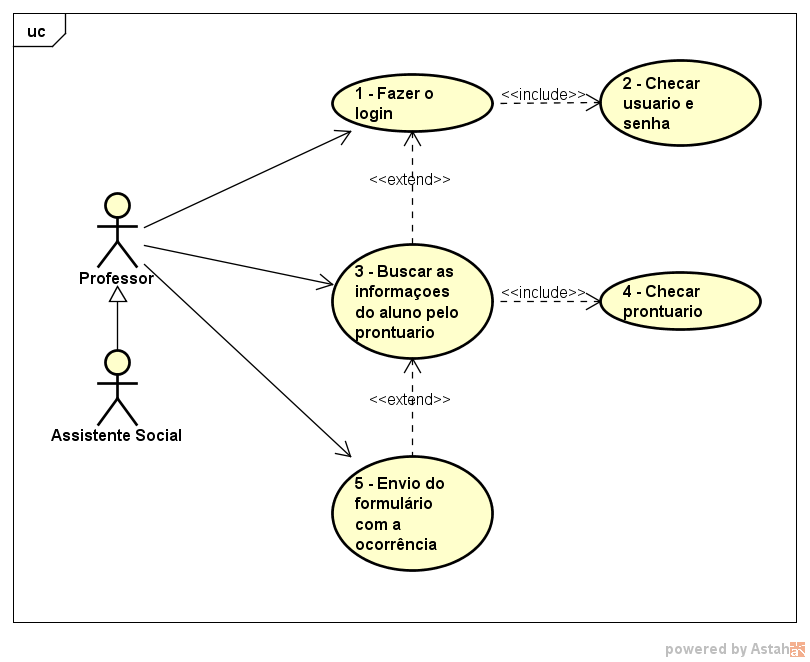 uc
1 - Fazer o
login
<<include>>
2 - Checar
usuario e
senha
<<extend>>
Professor
3 - Buscar as
informaçoes
do aluno pelo
prontuario
<<include>>
4 - Checar
prontuario
<<extend>>
Assistente Social
5 - Envio do
formulário
com a
ocorrência
powered by Astah